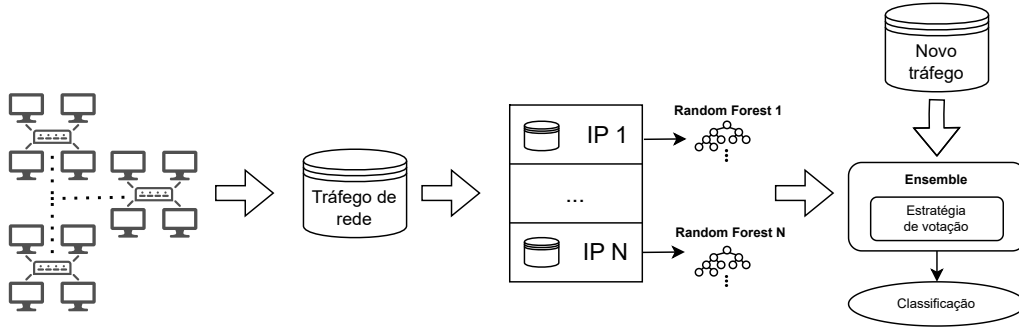 Tráfego de
rede
IP 1
...
IP N
Random Forest 1
Random Forest N
Novo
tráfego
Ensemble
Estratégia
de votação
Classificação